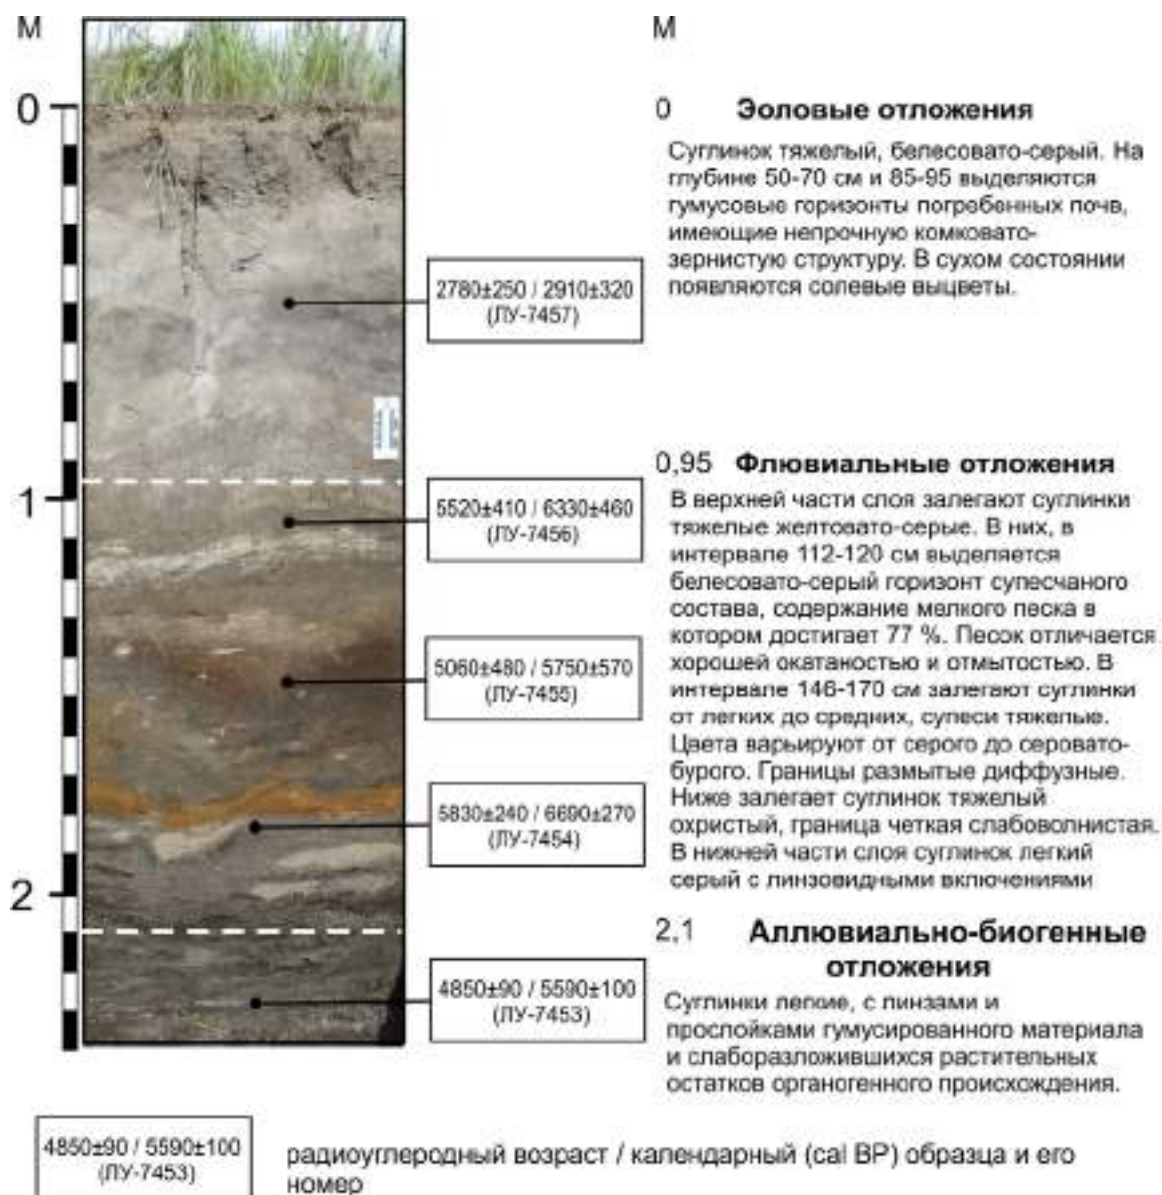 М
М
0
0 Эоловые отложения
Суглинок тяжелый, белесовато-серый. На
глубине 50-70 см и 85-95 выделяются
гумусовые горизонты погребенных почв,
имеющие непрочную комковато-
зернистую структуру. В сухом состоянии
появляются солевые выцветы.
2780±250 / 2910±320
(ЛУ-7457)
0,95 Флювиальные отложения
1
5520±410 / 6330±460
(ЛУ-7456)
В верхней части слоя залегают суглинки
тяжелые желтовато-серые. В них, в
интервале 112-120 см выделяется
белесовато-серый горизонт супесчаного
состава, содержание мелкого песка в
котором достигает 77 %. Песок отличается
хорошей окатаностью и отмытостью. В
интервале 146-170 см залегают суглинки
от легких до средних, супеси тяжелые.
Цвета варьируют от серого до серовато-
бурого. Границы размытые диффузные.
Ниже залегает суглинок тяжелый
охристый, граница четкая слабоволнистая.
В нижней части слоя суглинок легкий
серый с линзовидными включениями
5060±480 / 5750±570
(ЛУ-7455)
5830±240 / 6690±270
(ЛУ-7454)
2
2,1 Аллювиально-биогенные
отложения
Суглинки легкие, с линзами и
прослойками гумусированного материала
и слаборазложившихся растительных
остатков органогенного происхождения.
4850±90 / 5590±100
(ЛУ-7453)
4850±90 / 5590±100
(ЛУ-7453)
радиоуглеродный возраст / календарный (cal BP) образца и его
номер